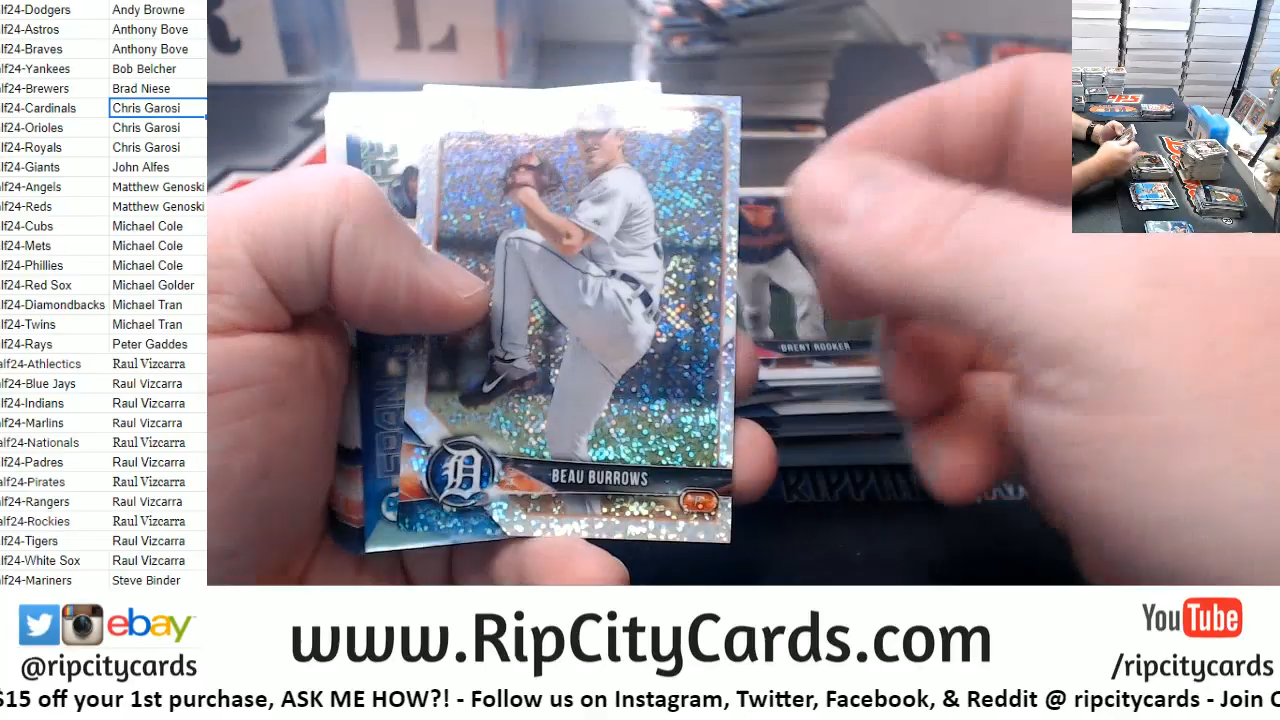 lf24-Dodgers Andy Browne
lf24-Astros Anthony Bove
lf24-Braves Anthony Bove
lf24-Yankees Bob Belcher
lf24-Brewers Brad Niese
lf24-Cardinals Chris Garosi
lf24-Orioles Chris Garosi
lf24-Royals Chris Garosi
lf24-Giants John Alfes
lf24-Angels Matthew Genoski
lf24-Reds Matthew Genoski
lf24-Cubs Michael Cole
lf24-Mets Michael Cole
lf24-Phillies Michael Cole
lf24-Red Sox Michael Golder
lf24-Diamondbacks Michael Tran
lf24-Twins Michael Tran
lf24-Rays Peter Gaddes
alf24-Athlectics Raul Vizcarra
lf24-Blue Jays Raul Vizcarra
lf24-Indians Raul Vizcarra
lf24-Marlins Raul Vizcarra
alf24-Nationals Raul Vizcarra
lf24-Padres Raul Vizcarra
alf24-Pirates Raul Vizcarra
lf24-Rangers Raul Vizcarra
alf24-Rockies Raul Vizcarra
lf24-Tigers Raul Vizcarra
lf24-White Sox Raul Vizcarra
lf24-Mariners Steve Binder
BRENT ROOKER
D
BEAU BURROWS
P
RIPPIN
ebay
@ripcitycards
www.RipCityCards.com
YouTube
/ripcitycards
$15 off your 1st purchase, ASK ME HOW?! - Follow us on Instagram, Twitter, Facebook, & Reddit @ ripcitycards - Join